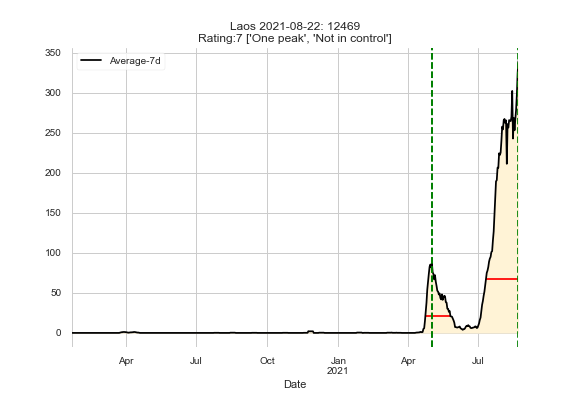 Laos 2021-08-22: 12469
Rating:7 ['One peak', 'Not in control']
Average-7d
350
300
250
200
150
100
50
0
Apr
Jul
Oct
Jan
2021
Apr
Jul
Date